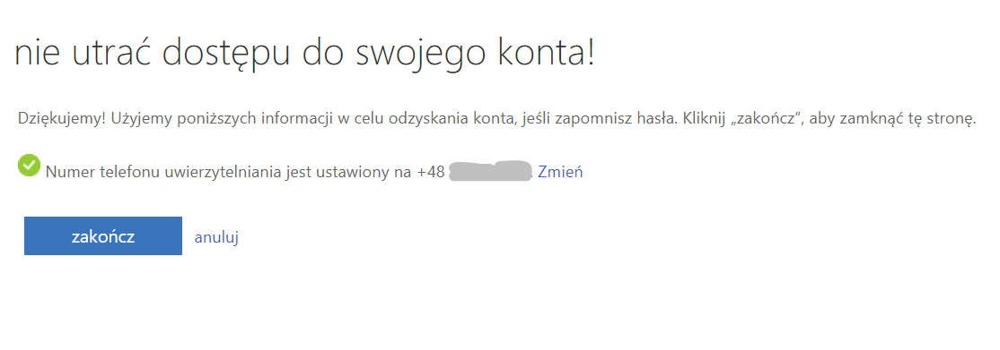 nie utrać dostępu do swojego konta!
Dziękujemy! Użyjemy poniższych informacji w celu odzyskania konta, jeśli zapomnisz hasła. Kliknij „zakończ”, aby zamknąć tę stronę.
Numer telefonu uwierzytelniania jest ustawiony na +48 . Zmień
zakończ anuluj